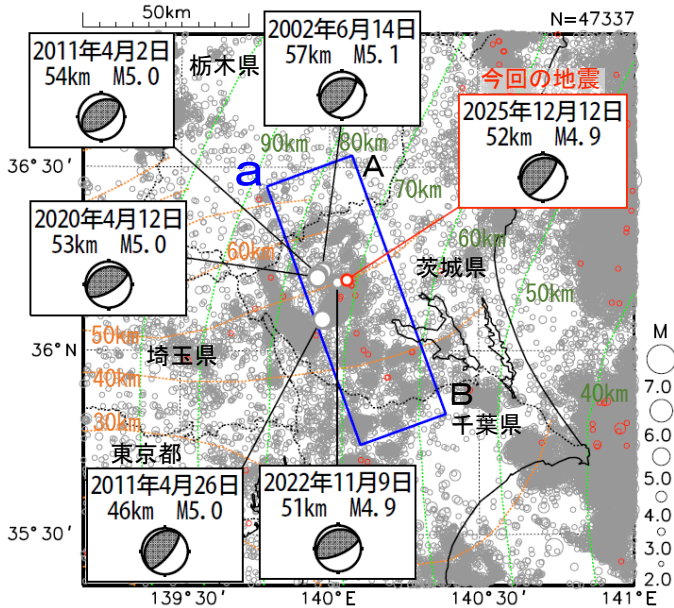 50km
N=47337
2011年4月2日
54km M5.0
栃木県
2002年6月14日
57km M5.1
今回の地震
2025年12月12日
52km M4.9
36°30′
90km
80km
a
A
70km
2020年4月12日
53km M5.0
60km
60km
茨城県
50km
50km
36°N
埼玉県
40km
40km
B
千葉県
30km
東京都
M
7.0
6.0
5.0
4.0
3.0
2.0
2011年4月26日
46km M5.0
2022年11月9日
51km M4.9
35°30′
139°30′
140°E
140°30′
141°E